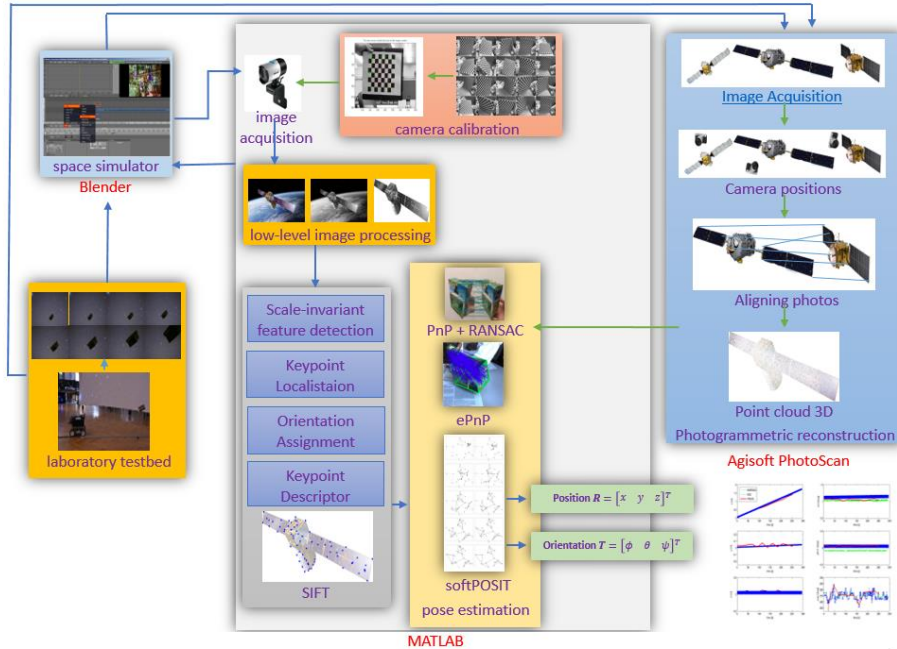 space simulator
Blender
image
acquisition
camera calibration
Image Acquisition
Camera positions
Aligning photos
Point cloud 3D
Photogrammetric reconstruction
Agisoft PhotoScan
low-level image processing
laboratory testbed
Scale-invariant
feature detection
Keypoint
Localistaion
Orientation
Assignment
Keypoint
Descriptor
SIFT
PnP + RANSAC
ePnP
softPOSIT
pose estimation
Position R = [x y z]^T
Orientation T = [ϕ θ ψ]^T
MATLAB